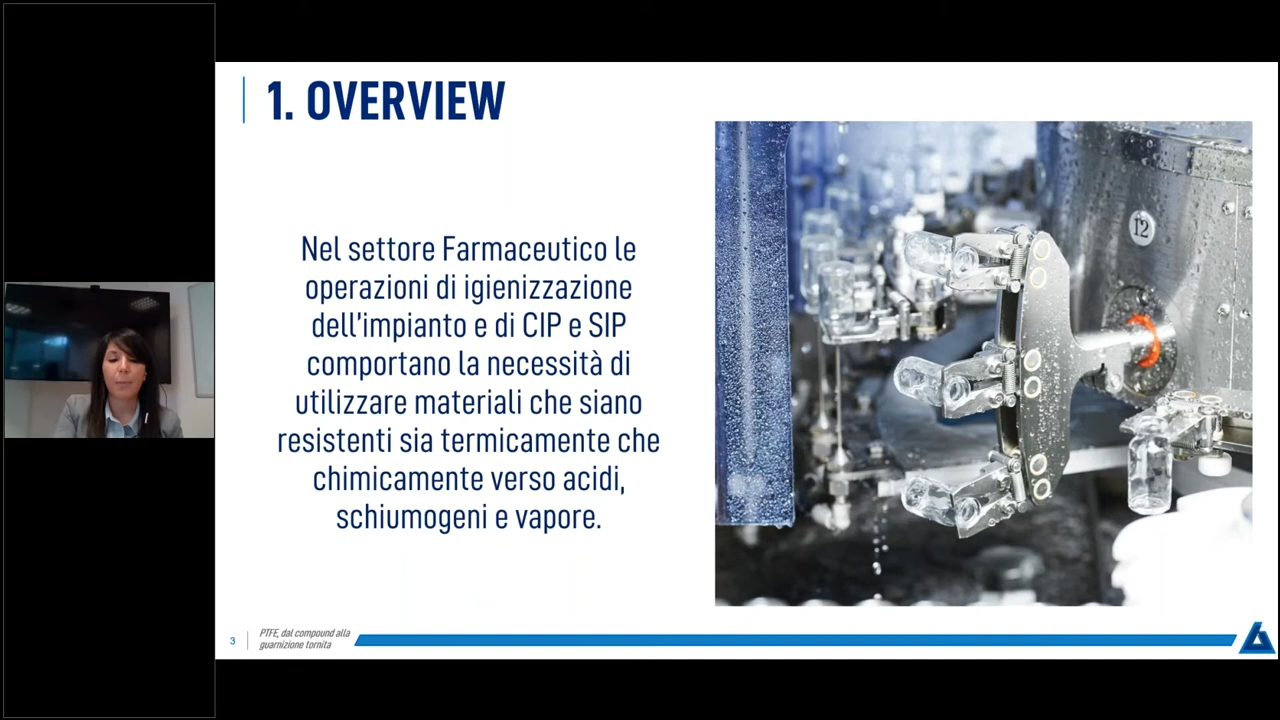 1. OVERVIEW
Nel settore Farmaceutico le
operazioni di igienizzazione
dell'impianto e di CIP e SIP
comportano la necessità di
utilizzare materiali che siano
resistenti sia termicamente che
chimicamente verso acidi,
schiumogeni e vapore.
12
3
PTFE, dal compound alla
guarnizione tornita